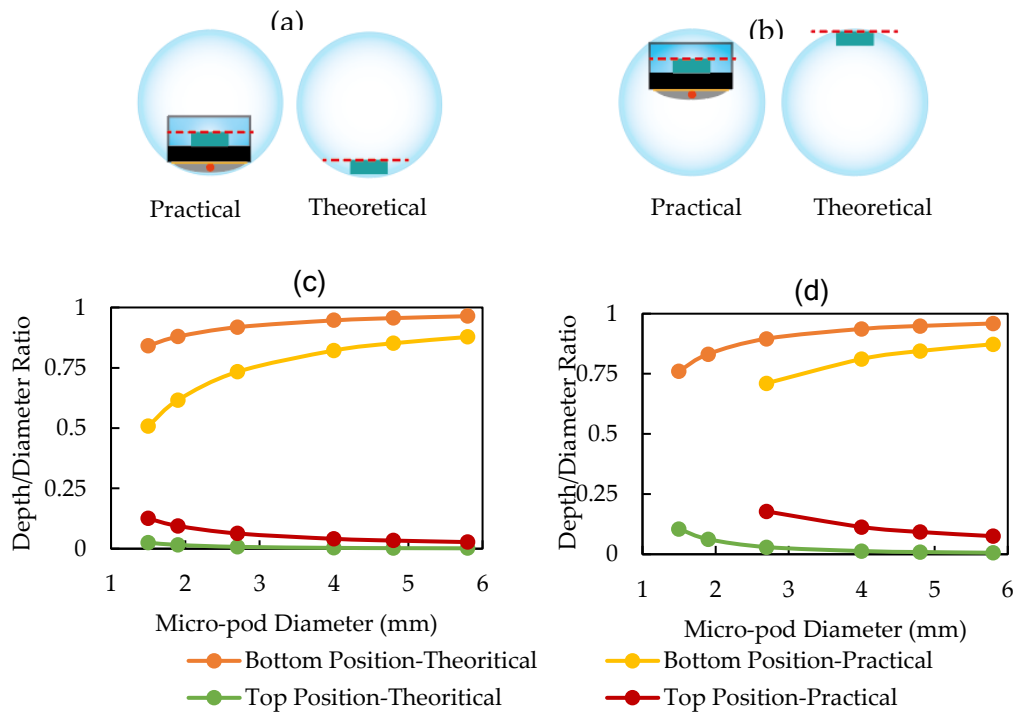 (a)
(b)
Practical
Theoretical
Practical
Theoretical
(c)
Depth/Diameter Ratio
1
0.75
0.5
0.25
0
1 2 3 4 5 6
Micro-pod Diameter (mm)
(d)
Depth/Diameter Ratio
1
0.75
0.5
0.25
0
1 2 3 4 5 6
Micro-pod Diameter (mm)
Bottom Position-Theoritical
Bottom Position-Practical
Top Position-Theoritical
Top Position-Practical